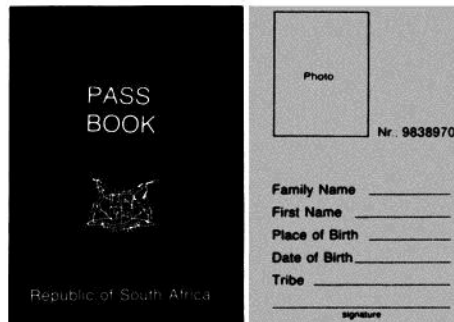 PASS
BOOK
Republic of South Africa
Photo
Nr.. 9838970
Family Name
First Name
Place of Birth
Date of Birth
Tribe
signature